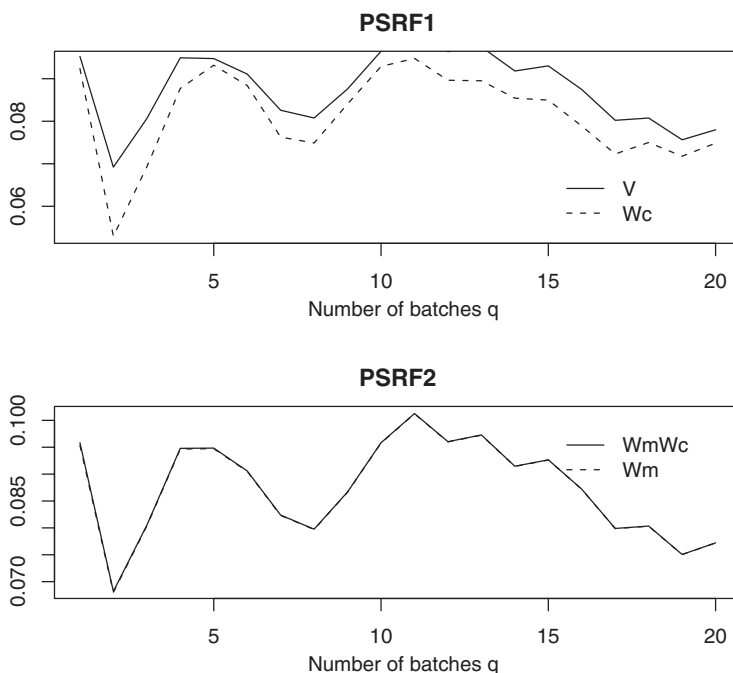 PSRF1
0.08
0.06
V
Wc
5 10 15 20
Number of batches q
PSRF2
0.100
0.085
0.070
WmWc
Wm
5 10 15 20
Number of batches q